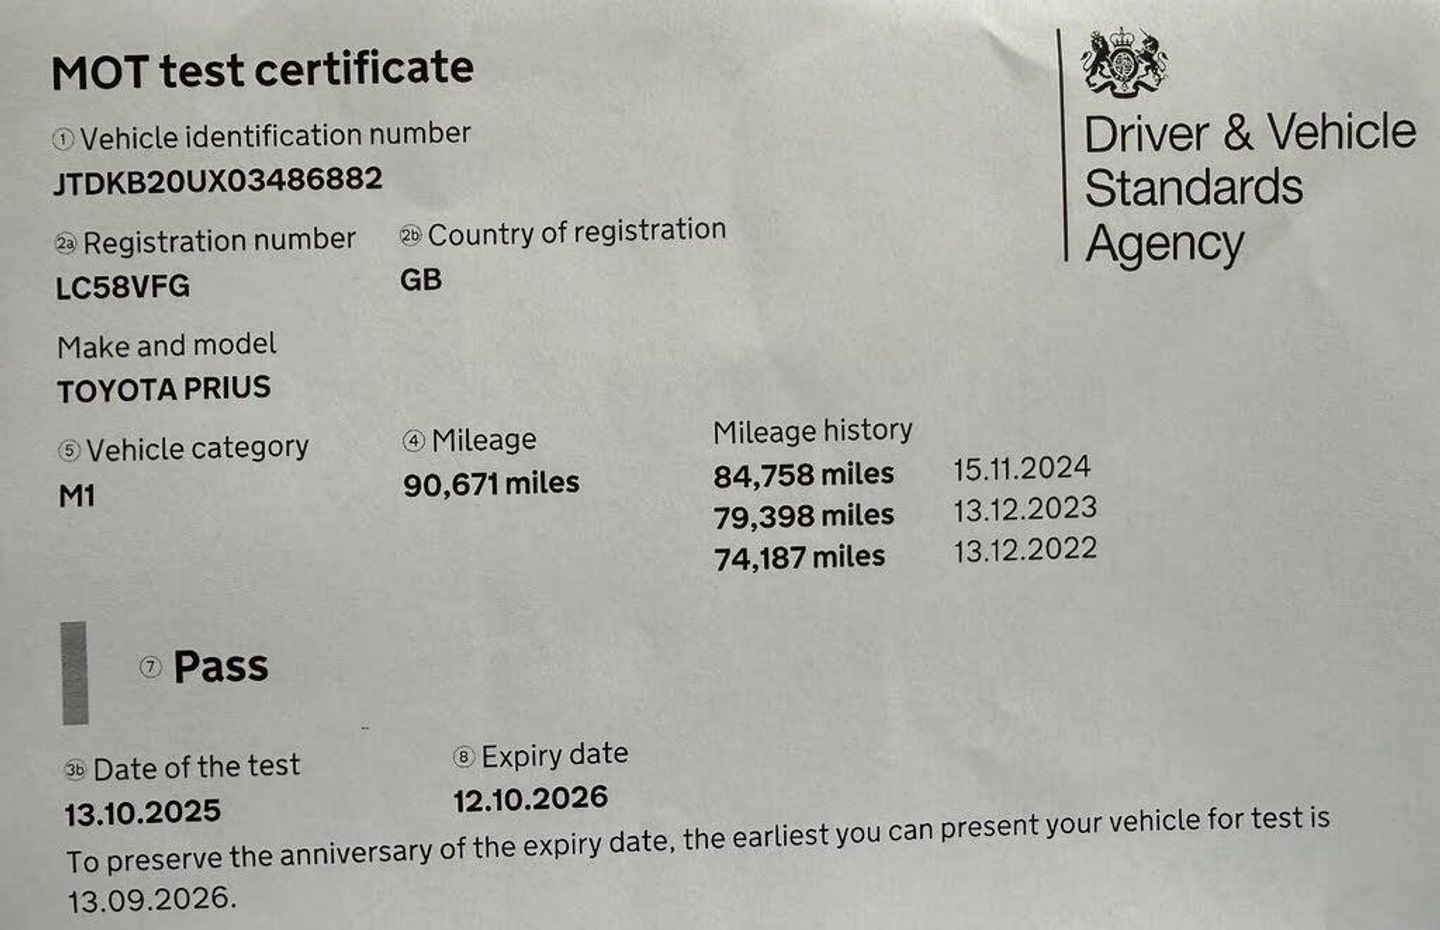 MOT test certificate
① Vehicle identification number
JTDKB20UX03486882
2a Registration number 2b Country of registration
LC58VFG GB
Make and model
TOYOTA PRIUS
⑤ Vehicle category ④ Mileage Mileage history
M1 90,671 miles 84,758 miles 15.11.2024
79,398 miles 13.12.2023
74,187 miles 13.12.2022
⑦ Pass
3b Date of the test ⑧ Expiry date
13.10.2025 12.10.2026
To preserve the anniversary of the expiry date, the earliest you can present your vehicle for test is
13.09.2026.
Driver & Vehicle
Standards
Agency